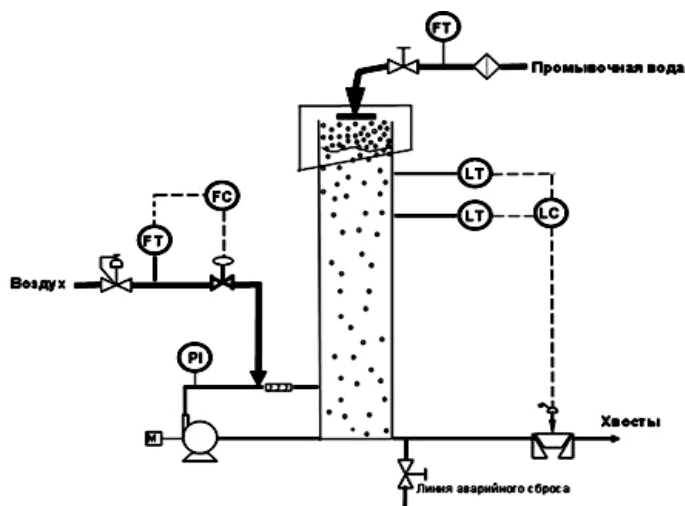 FT
Промывочная вода
LT
FC
LT
LC
FT
Воздух
PI
M
Хвосты
Линия аварийного сброса